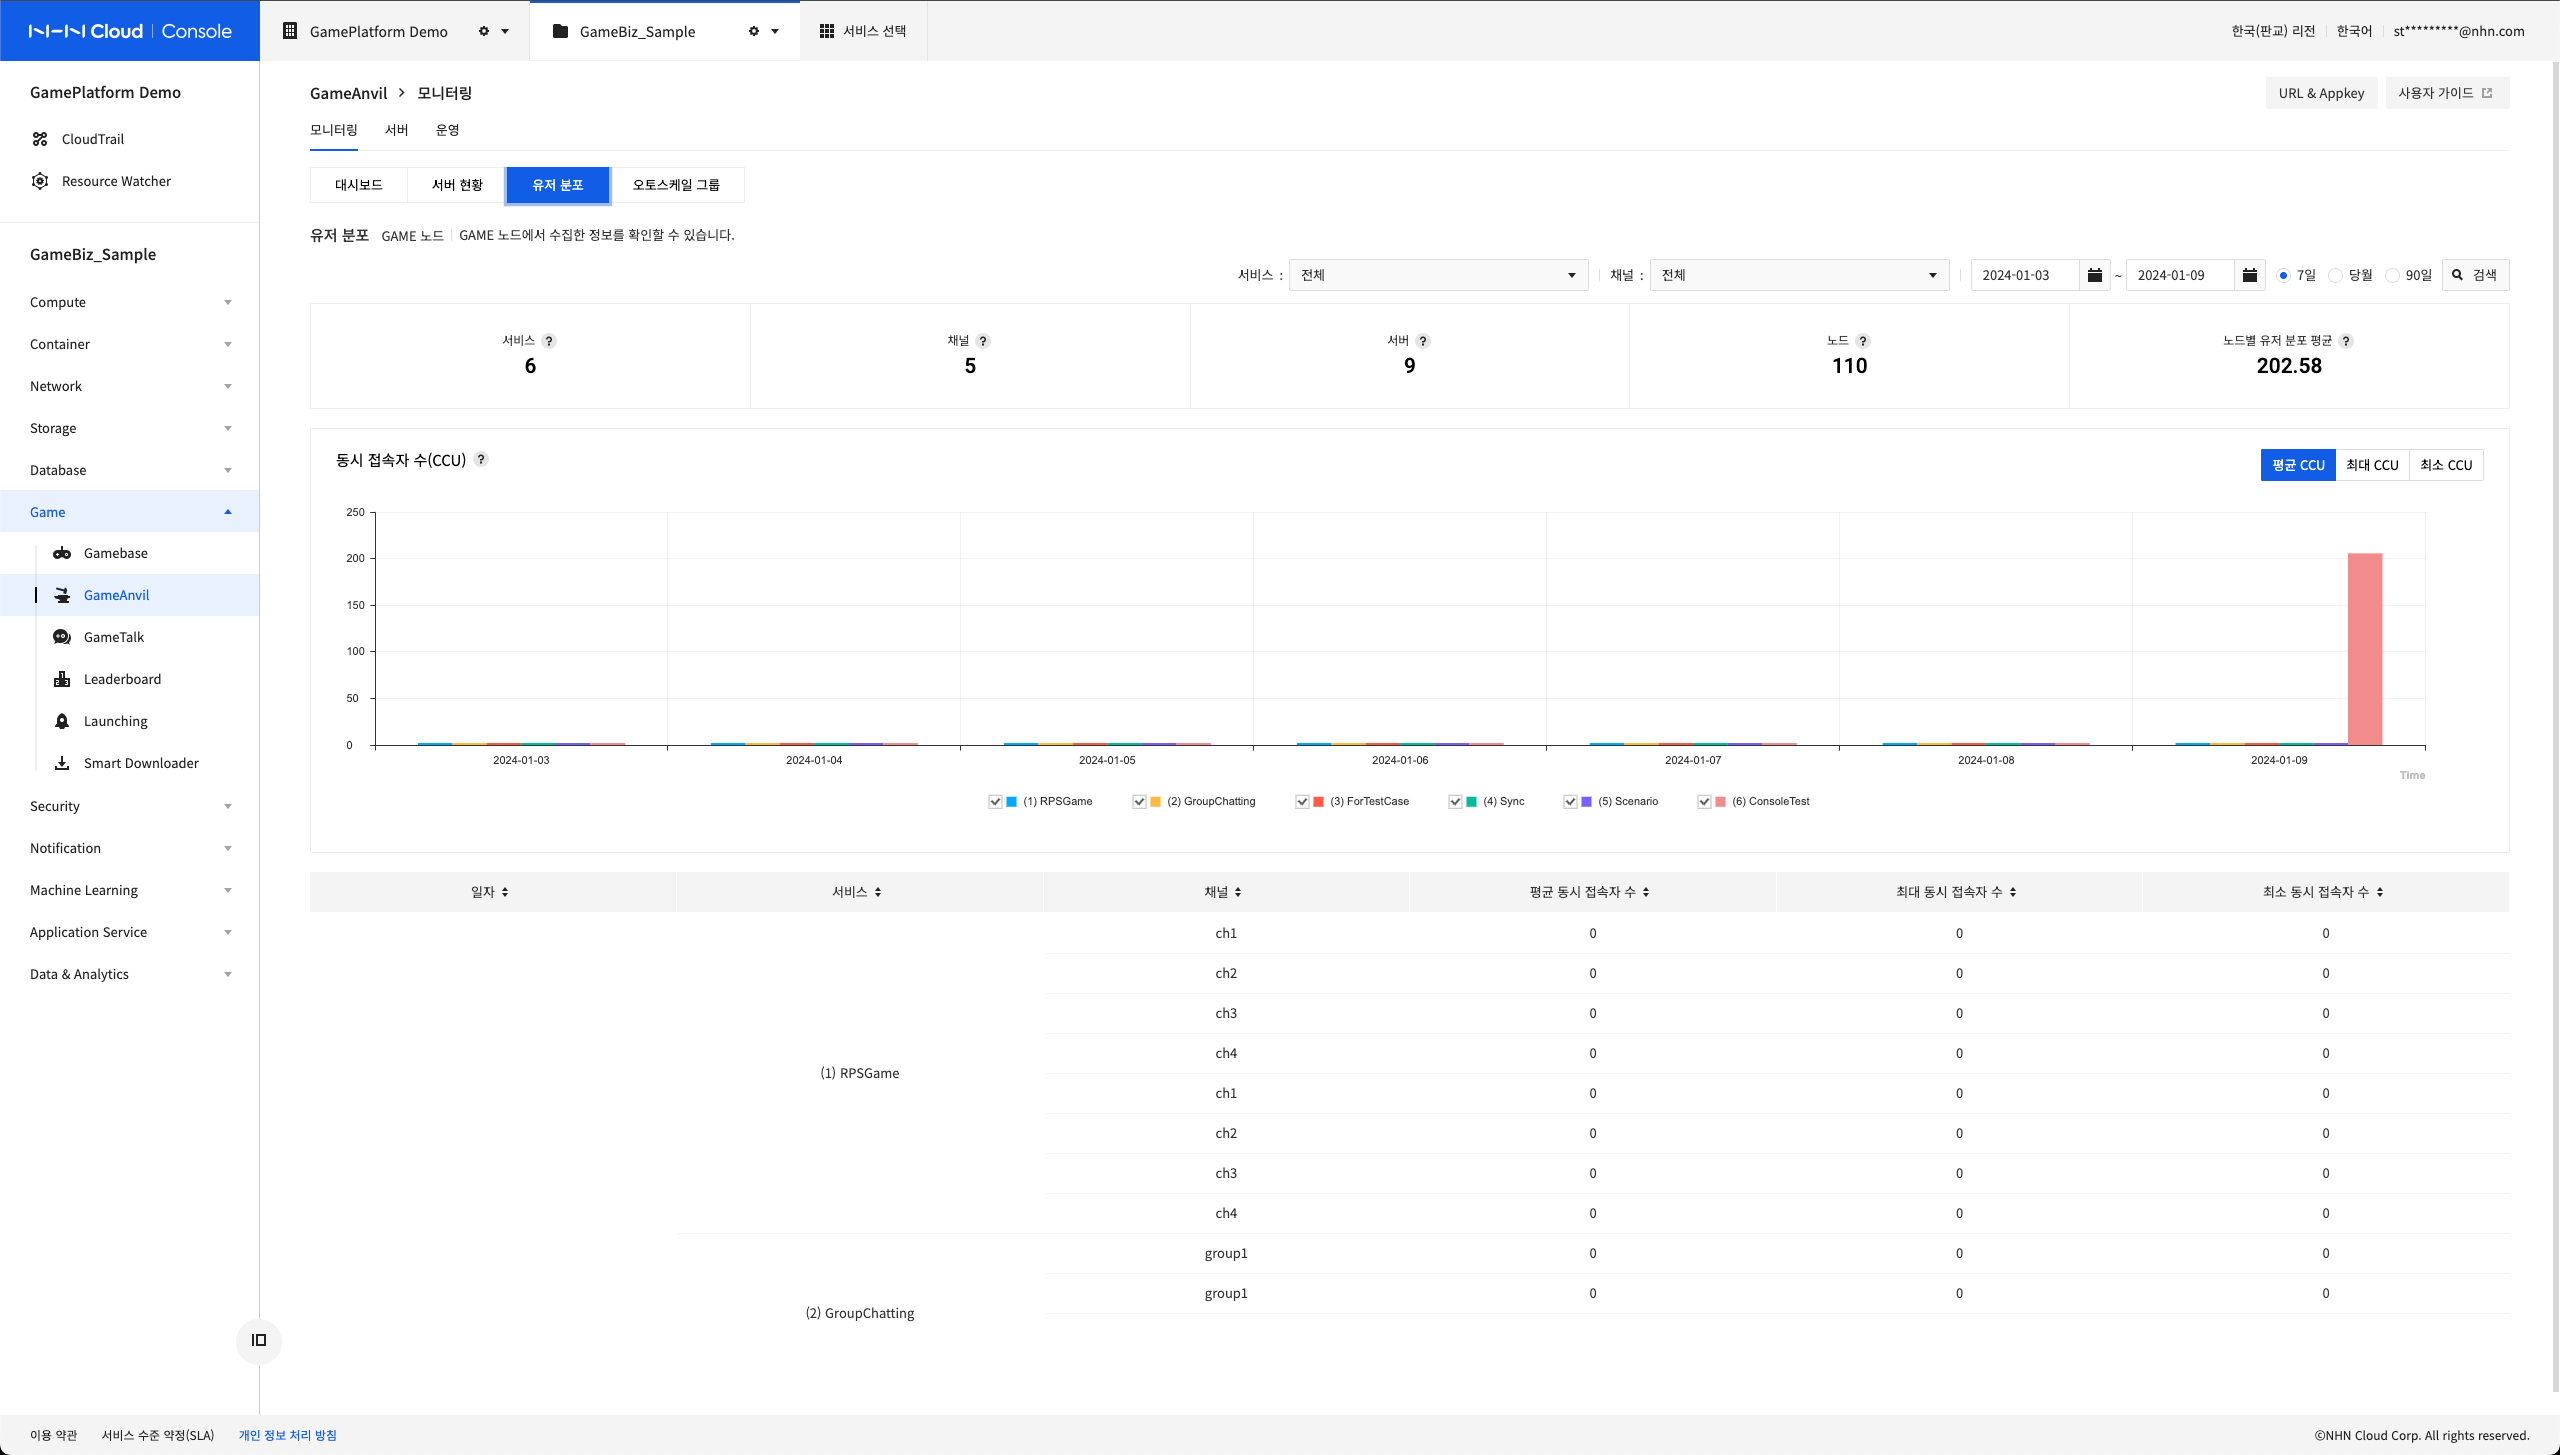 NHN Cloud | Console
GamePlatform Demo
GameBiz_Sample
서비스 선택
한국(판교) 리전
한국어
st*********@nhn.com
GamePlatform Demo
CloudTrail
Resource Watcher
GameBiz_Sample
Compute
Container
Network
Storage
Database
Game
Gamebase
GameAnvil
GameTalk
Leaderboard
Launching
Smart Downloader
Security
Notification
Machine Learning
Application Service
Data & Analytics
GameAnvil > 모니터링
URL & Appkey
사용자 가이드
모니터링 서버 운영
대시보드 서버 현황 유저 분포 오토스케일 그룹
유저 분포 GAME 노드 | GAME 노드에서 수집한 정보를 확인할 수 있습니다.
서비스 : 전체 채널 : 전체 2024-01-03 ~ 2024-01-09 7일 당월 90일 검색
서비스 ? 채널 ? 서버 ? 노드 ? 노드별 유저 분포 평균 ?
6 5 9 110 202.58
동시 접속자 수(CCU) ?
평균 CCU 최대 CCU 최소 CCU
250
200
150
100
50
0
2024-01-03 2024-01-04 2024-01-05 2024-01-06 2024-01-07 2024-01-08 2024-01-09
Time
(1) RPSGame (2) GroupChatting (3) ForTestCase (4) Sync (5) Scenario (6) ConsoleTest
일자 서비스 채널 평균 동시 접속자 수 최대 동시 접속자 수 최소 동시 접속자 수
ch1 0 0 0
ch2 0 0 0
ch3 0 0 0
ch4 0 0 0
(1) RPSGame
ch1 0 0 0
ch2 0 0 0
ch3 0 0 0
ch4 0 0 0
group1 0 0 0
group1 0 0 0
(2) GroupChatting
이용 약관 서비스 수준 약정(SLA) 개인 정보 처리 방침
©NHN Cloud Corp. All rights reserved.